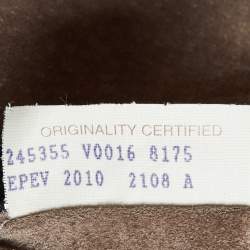 ORIGINALITY CERTIFIED
245355 V0016 8175
EPEV 2010 2108 A